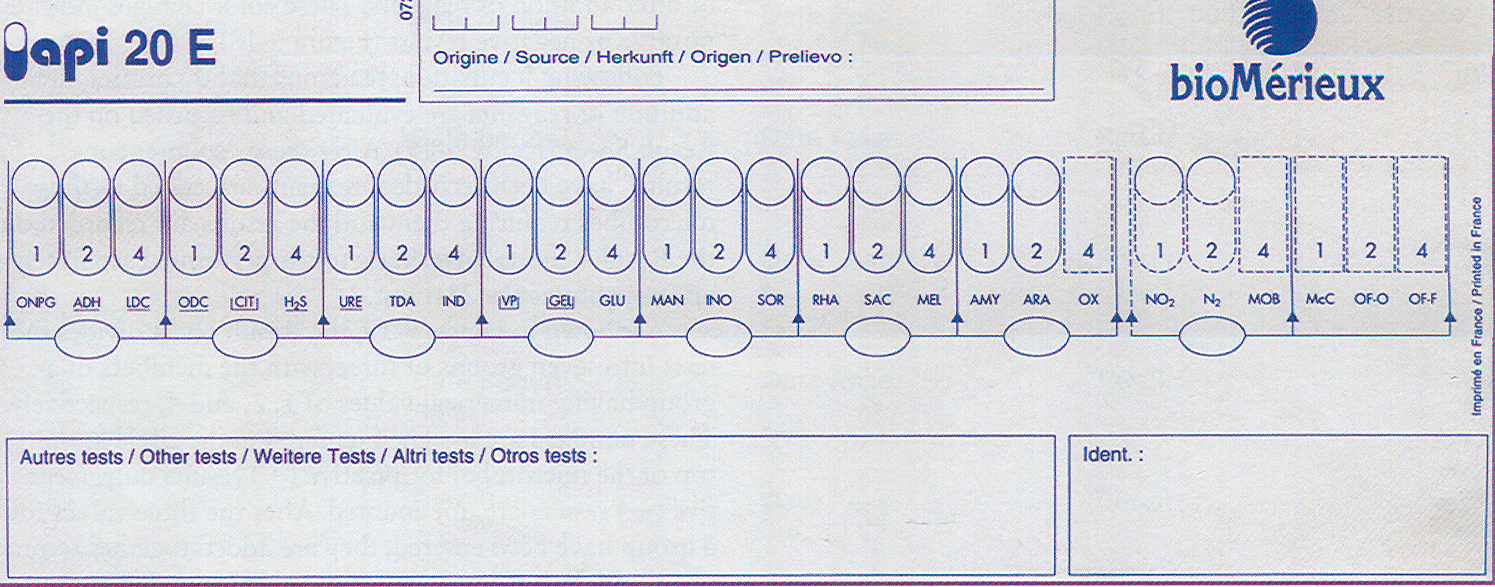 api 20 E
Origine / Source / Herkunft / Origen / Prelievo :
bioMérieux
1 2 4 1 2 4 1 2 4 1 2 4 1 2 4 1 2 4 1 2 4 1 2 4 1 2 4
ONPG ADH LDC ODC |CIT| H₂S URE TDA IND |VP| |GEL| GLU MAN INO SOR RHA SAC MEL AMY ARA OX NO₂ N₂ MOB McC OF-O OF-F
Imprimé en France / Printed in France
Autres tests / Other tests / Weitere Tests / Altri tests / Otros tests :
Ident. :